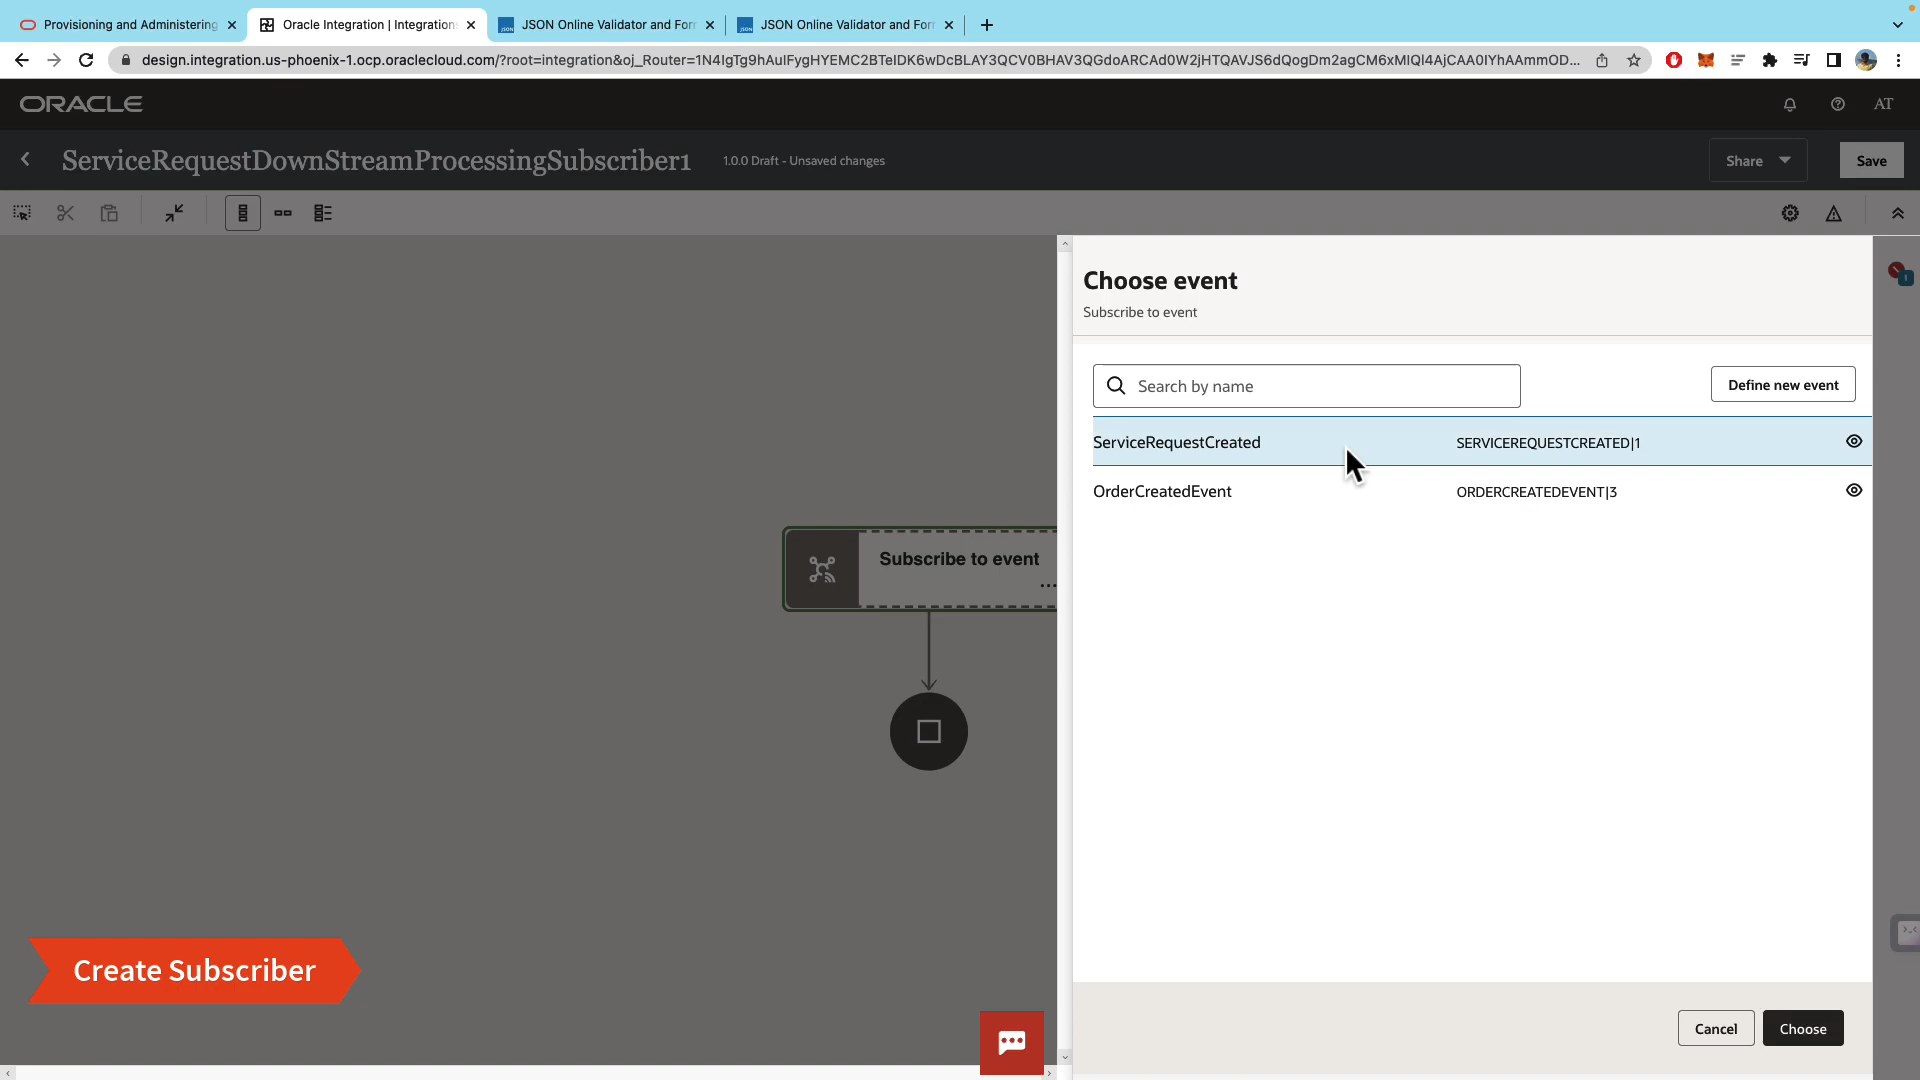 Provisioning and Administering
Oracle Integration | Integration
JSON Online Validator and For
JSON Online Validator and For
design.integration.us-phoenix-1.ocp.oraclecloud.com/?root=integration&oj_Router=
ORACLE
AT
ServiceRequestDownStreamProcessingSubscriber1
1.0.0 Draft - Unsaved changes
Share
Save
Choose event
Subscribe to event
Search by name
Define new event
ServiceRequestCreated
SERVICEREQUESTCREATED|1
OrderCreatedEvent
ORDERCREATEDEVENT|3
Subscribe to event
...
Create Subscriber
Cancel
Choose